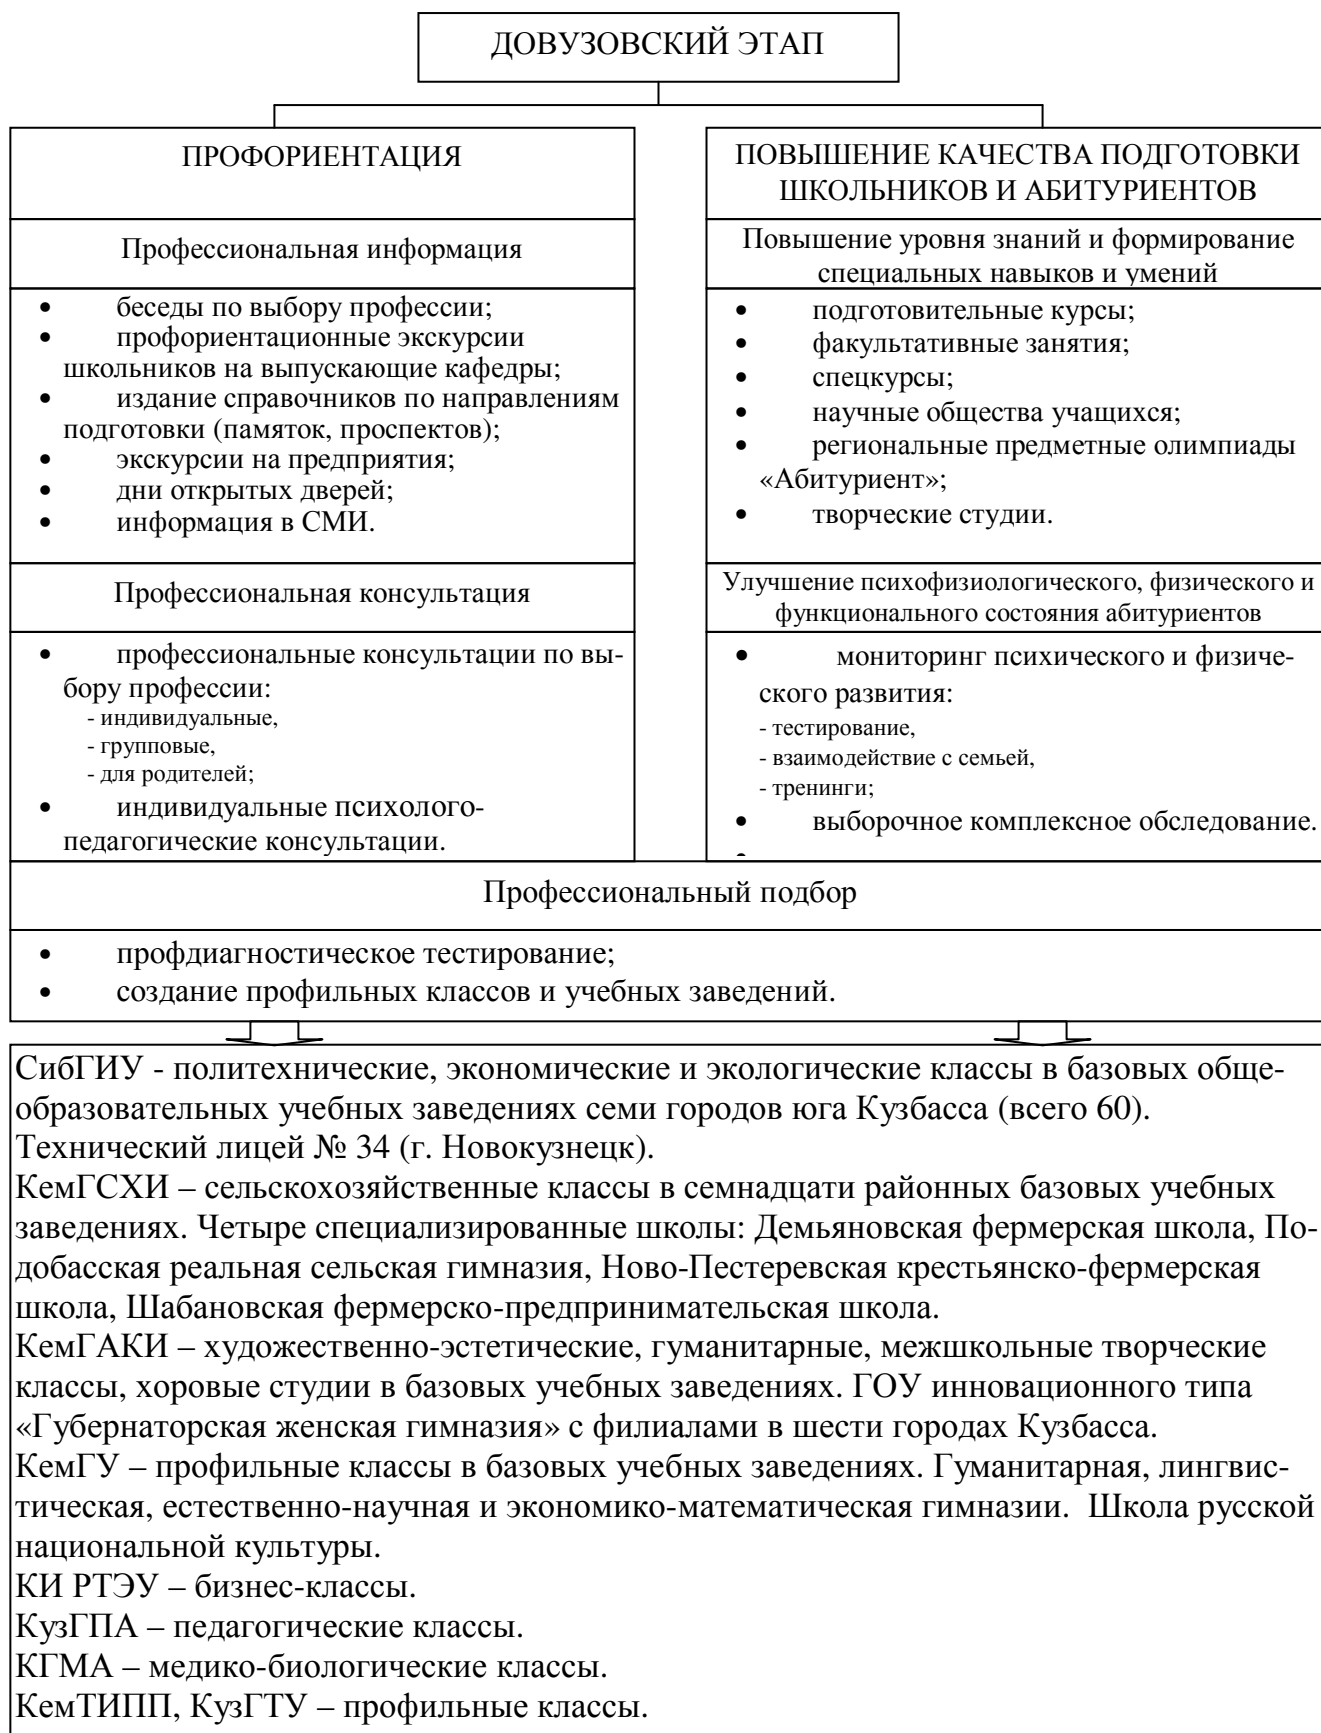 ДОВУЗОВСКИЙ ЭТАП
ПРОФОРИЕНТАЦИЯ
Профессиональная информация
• беседы по выбору профессии;
• профориентационные экскурсии
школьников на выпускающие кафедры;
• издание справочников по направлениям
подготовки (памяток, проспектов);
• экскурсии на предприятия;
• дни открытых дверей;
• информация в СМИ.
Профессиональная консультация
• профессиональные консультации по вы-
бору профессии:
- индивидуальные,
- групповые,
- для родителей;
• индивидуальные психолого-
педагогические консультации.
ПОВЫШЕНИЕ КАЧЕСТВА ПОДГОТОВКИ
ШКОЛЬНИКОВ И АБИТУРИЕНТОВ
Повышение уровня знаний и формирование
специальных навыков и умений
• подготовительные курсы;
• факультативные занятия;
• спецкурсы;
• научные общества учащихся;
• региональные предметные олимпиады
«Абитуриент»;
• творческие студии.
Улучшение психофизиологического, физического и
функционального состояния абитуриентов
• мониторинг психического и физиче-
ского развития:
- тестирование,
- взаимодействие с семьей,
- тренинги;
• выборочное комплексное обследование.
•
Профессиональный подбор
• профдиагностическое тестирование;
• создание профильных классов и учебных заведений.
СибГИУ - политехнические, экономические и экологические классы в базовых обще-
образовательных учебных заведениях семи городов юга Кузбасса (всего 60).
Технический лицей № 34 (г. Новокузнецк).
КемГСХИ – сельскохозяйственные классы в семнадцати районных базовых учебных
заведениях. Четыре специализированные школы: Демьяновская фермерская школа, По-
добасская реальная сельская гимназия, Ново-Пестеревская крестьянско-фермерская
школа, Шабановская фермерско-предпринимательская школа.
КемГАКИ – художественно-эстетические, гуманитарные, межшкольные творческие
классы, хоровые студии в базовых учебных заведениях. ГОУ инновационного типа
«Губернаторская женская гимназия» с филиалами в шести городах Кузбасса.
КемГУ – профильные классы в базовых учебных заведениях. Гуманитарная, лингвис-
тическая, естественно-научная и экономико-математическая гимназии. Школа русской
национальной культуры.
КИ РТЭУ – бизнес-классы.
КузГПА – педагогические классы.
КГМА – медико-биологические классы.
КемТИПП, КузГТУ – профильные классы.